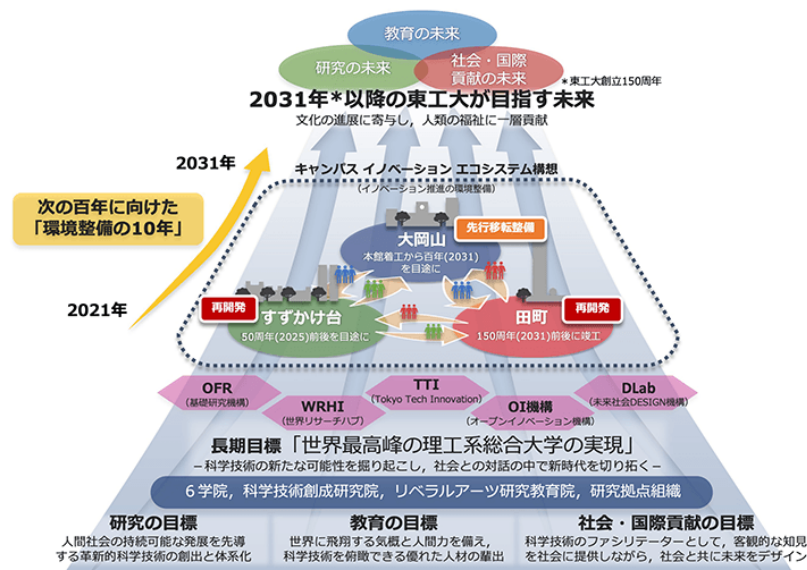 教育の未来
研究の未来
社会・国際
貢献の未来
*東工大創立150周年
2031年*以降の東工大が目指す未来
文化の進展に寄与し，人類の福祉に一層貢献
2031年
キャンパス イノベーション エコシステム構想
(イノベーション推進の環境整備)
次の百年に向けた
「環境整備の10年」
大岡山
先行移転整備
本館着工から百年(2031)
を目途に
2021年
再開発
すずかけ台
50周年(2025)前後を目途に
再開発
田町
150周年(2031)前後に竣工
OFR
(基礎研究機構)
WRHI
(世界リサーチハブ)
TTI
(Tokyo Tech Innovation)
OI機構
(オープンイノベーション機構)
DLab
(未来社会DESIGN機構)
長期目標「世界最高峰の理工系総合大学の実現」
−科学技術の新たな可能性を掘り起こし，社会との対話の中で新時代を切り拓く−
６学院，科学技術創成研究院，リベラルアーツ研究教育院，研究拠点組織
研究の目標
人間社会の持続可能な発展を先導
する革新的科学技術の創出と体系化
教育の目標
世界に飛翔する気概と人間力を備え，
科学技術を俯瞰できる優れた人材の輩出
社会・国際貢献の目標
科学技術のファシリテーターとして，客観的な知見
を社会に提供しながら，社会と共に未来をデザイン